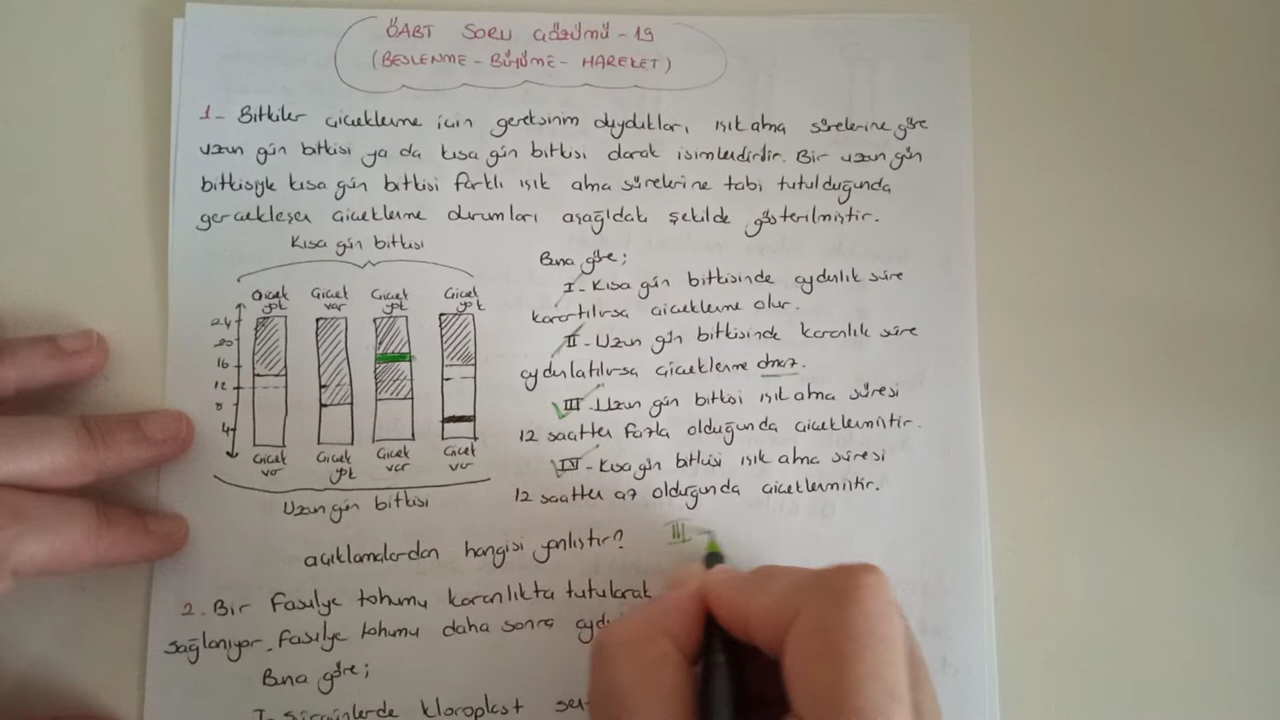 ÖABT SORU ÇÖZÜMÜ - 19
(BESLENME - BÜYÜME - HAREKET)
1- Bitkiler çiçeklenme için gereksinim duydukları ışık alma sürelerine göre
uzun gün bitkisi ya da kısa gün bitkisi olarak isimlendirilir. Bir uzun gün
bitkisiyle kısa gün bitkisi farklı ışık alma sürelerine tabi tutulduğunda
gerçekleşen çiçeklenme durumları aşağıdaki şekilde gösterilmiştir.
Kısa gün bitkisi
Çiçek yok
Çiçek var
Çiçek yok
Çiçek yok
24
20
16
12
8
4
Çiçek var
Çiçek yok
Çiçek var
Çiçek var
Uzun gün bitkisi
Buna göre;
I- Kısa gün bitkisinde aydınlık süre
karartılırsa çiçeklenme olur.
II- Uzun gün bitkisinde karanlık süre
aydınlatılırsa çiçeklenme olmaz.
III- Uzun gün bitkisi ışık alma süresi
12 saatten fazla olduğunda çiçeklenmiştir.
IV- Kısa gün bitkisi ışık alma süresi
12 saatten az olduğunda çiçeklenmiştir.
açıklamalardan hangisi yanlıştır?
III
2. Bir fasulye tohumu karanlıkta tutularak
sağlanıyor. Fasulye tohumu daha sonra
Buna göre;
I- Sürgünlerde kloroplast